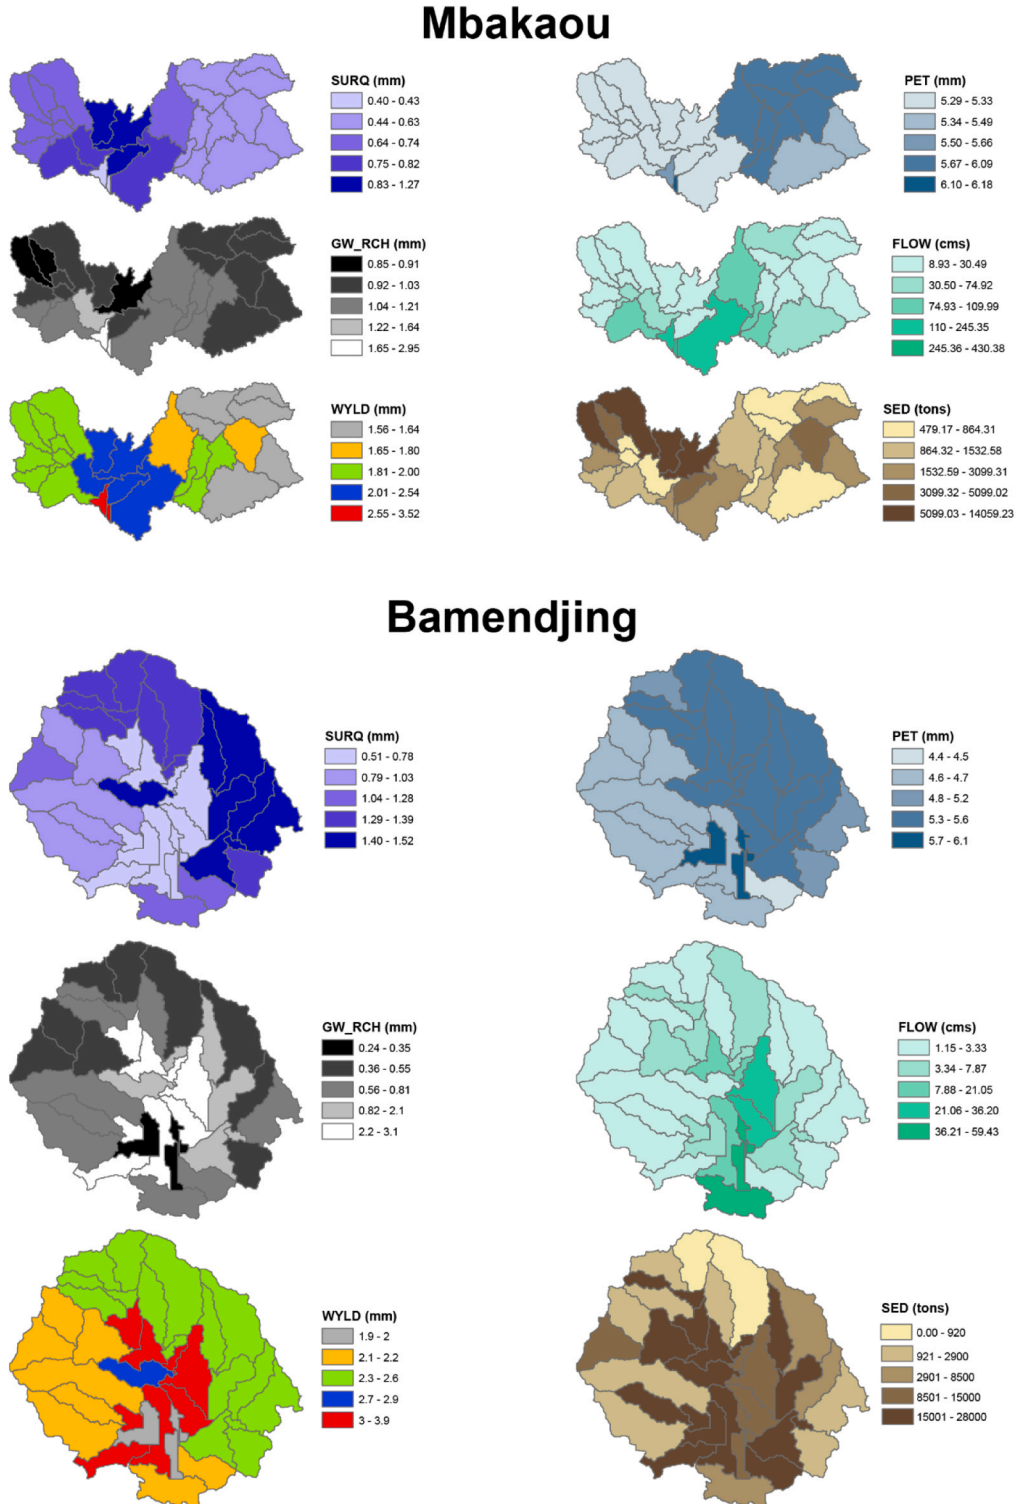 Mbakaou
SURQ (mm)
0.40 - 0.43
0.44 - 0.63
0.64 - 0.74
0.75 - 0.82
0.83 - 1.27
PET (mm)
5.29 - 5.33
5.34 - 5.49
5.50 - 5.66
5.67 - 6.09
6.10 - 6.18
GW_RCH (mm)
0.85 - 0.91
0.92 - 1.03
1.04 - 1.21
1.22 - 1.64
1.65 - 2.95
FLOW (cms)
8.93 - 30.49
30.50 - 74.92
74.93 - 109.99
110 - 245.35
245.36 - 430.38
WYLD (mm)
1.56 - 1.64
1.65 - 1.80
1.81 - 2.00
2.01 - 2.54
2.55 - 3.52
SED (tons)
479.17 - 864.31
864.32 - 1532.58
1532.59 - 3099.31
3099.32 - 5099.02
5099.03 - 14059.23
Bamendjing
SURQ (mm)
0.51 - 0.78
0.79 - 1.03
1.04 - 1.28
1.29 - 1.39
1.40 - 1.52
PET (mm)
4.4 - 4.5
4.6 - 4.7
4.8 - 5.2
5.3 - 5.6
5.7 - 6.1
GW_RCH (mm)
0.24 - 0.35
0.36 - 0.55
0.56 - 0.81
0.82 - 2.1
2.2 - 3.1
FLOW (cms)
1.15 - 3.33
3.34 - 7.87
7.88 - 21.05
21.06 - 36.20
36.21 - 59.43
WYLD (mm)
1.9 - 2
2.1 - 2.2
2.3 - 2.6
2.7 - 2.9
3 - 3.9
SED (tons)
0.00 - 920
921 - 2900
2901 - 8500
8501 - 15000
15001 - 28000